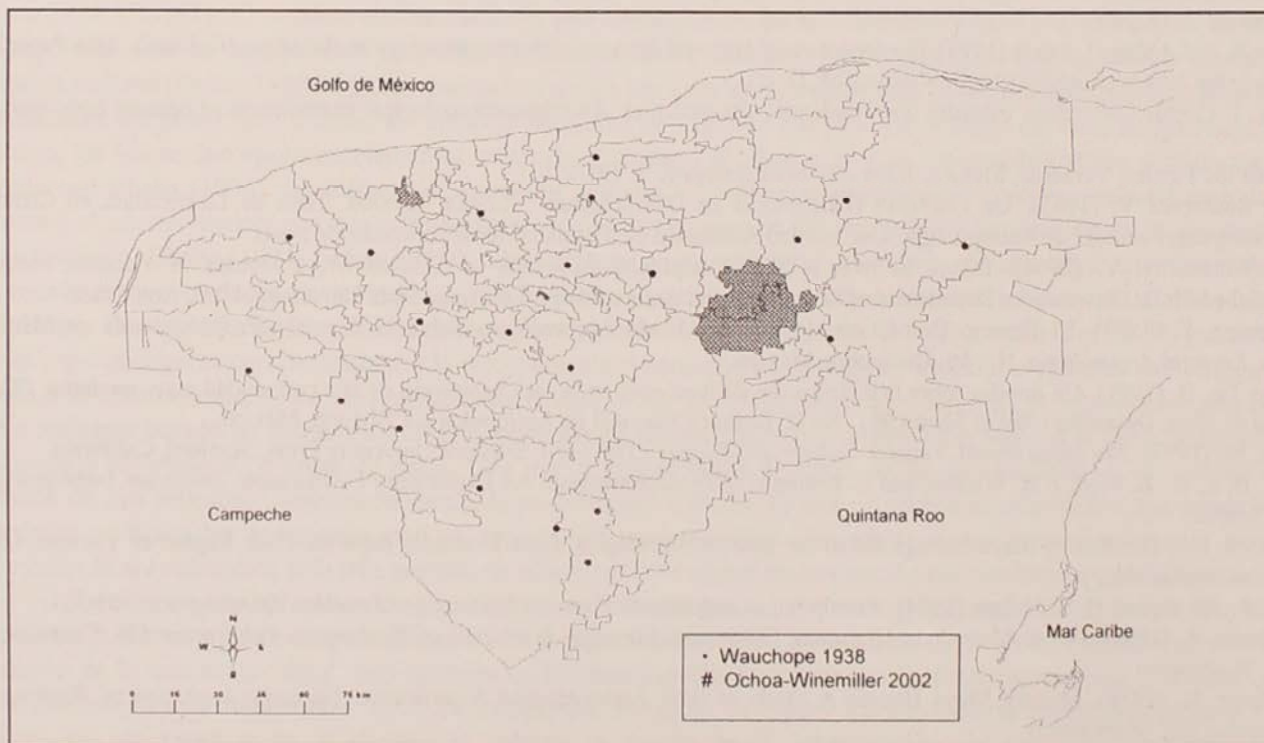 Golfo de México
Campeche
Quintana Roo
Mar Caribe
N
W
0 15 30 45 60 75 km
• Wauchope 1938
# Ochoa-Winemiller 2002